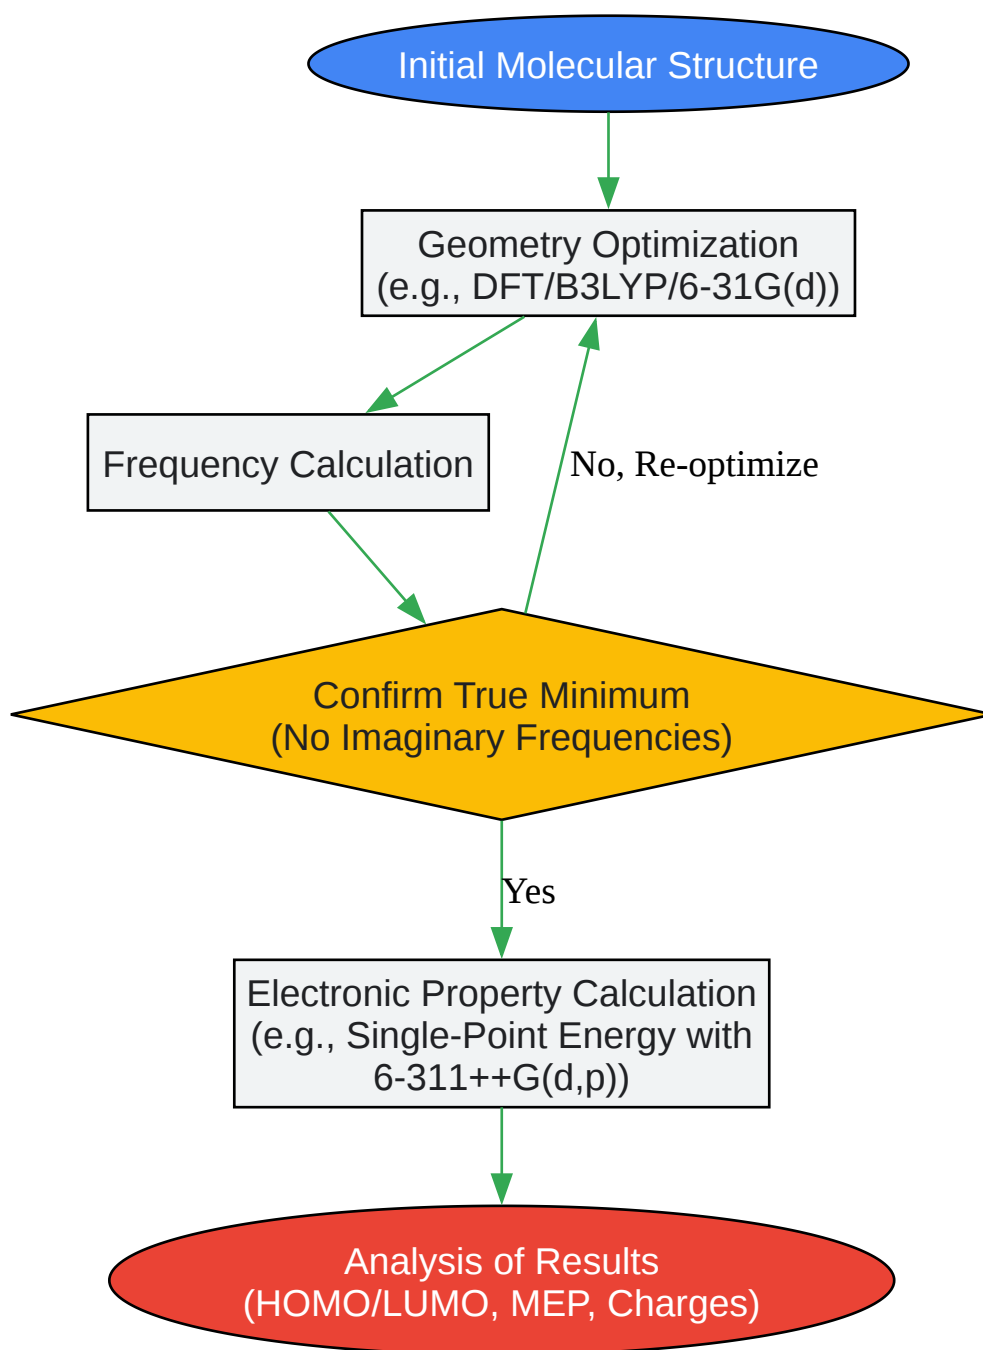 Initial Molecular Structure
Geometry Optimization
(e.g., DFT/B3LYP/6-31G(d))
Frequency Calculation
No, Re-optimize
Confirm True Minimum
(No Imaginary Frequencies)
Yes
Electronic Property Calculation
(e.g., Single-Point Energy with
6-311++G(d,p))
Analysis of Results
(HOMO/LUMO, MEP, Charges)